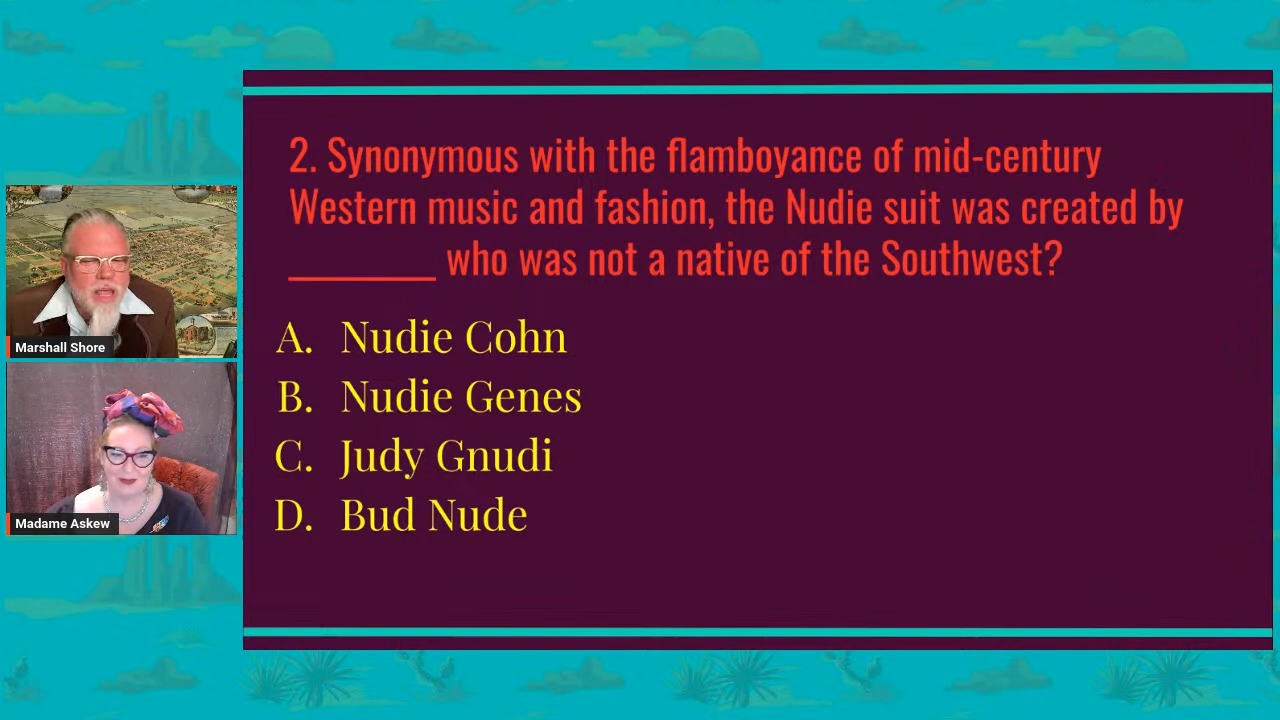 2. Synonymous with the flamboyance of mid-century
Western music and fashion, the Nudie suit was created by
________ who was not a native of the Southwest?
A. Nudie Cohn
B. Nudie Genes
C. Judy Gnudi
D. Bud Nude
Marshall Shore
Madame Askew